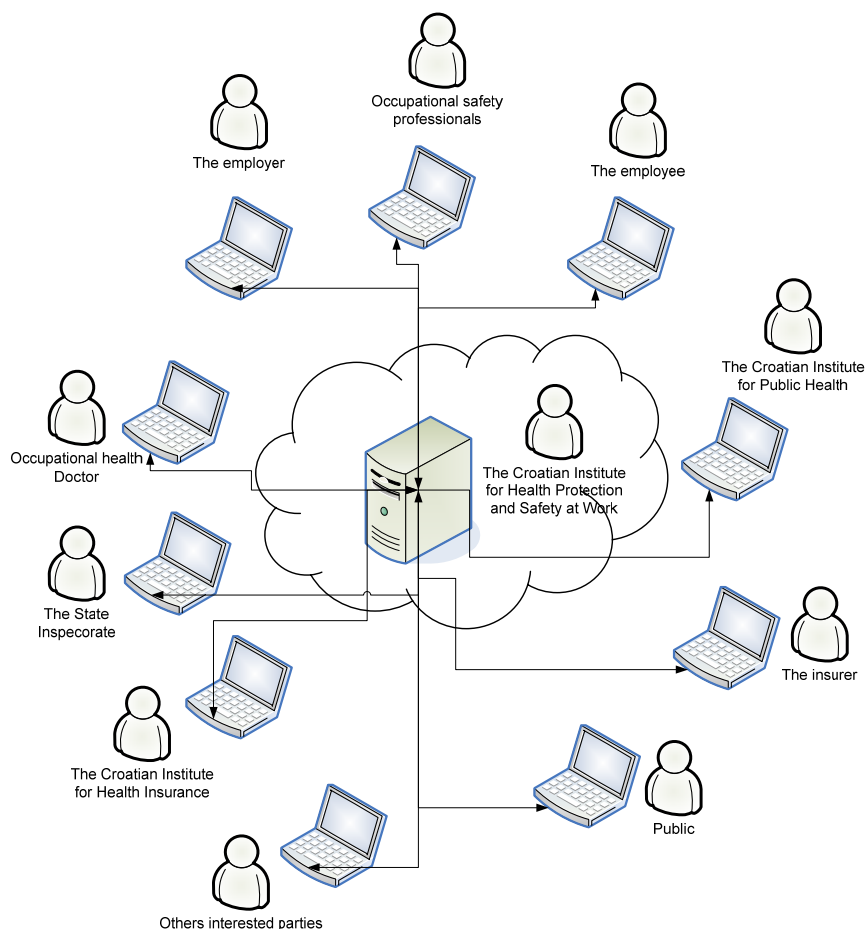 Occupational safety
professionals
The employer
The employee
The Croatian Institute
for Public Health
Occupational health
Doctor
The Croatian Institute
for Health Protection
and Safety at Work
The State
Inspecorate
The insurer
The Croatian Institute
for Health Insurance
Public
Others interested parties